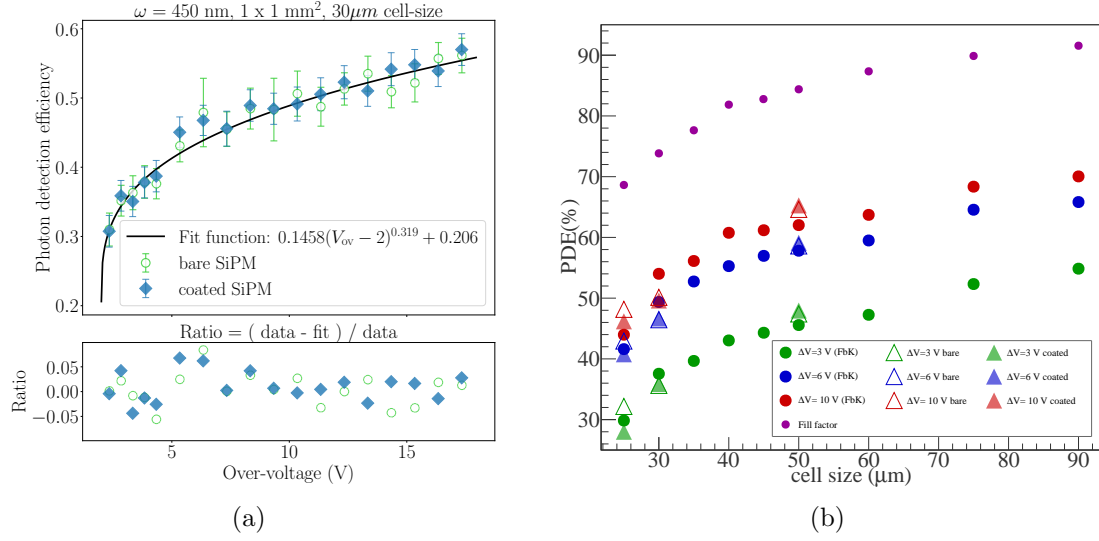 ω = 450 nm, 1 x 1 mm², 30μm cell-size
0.6
0.5
0.4
0.3
0.2
Photon detection efficiency
Fit function: 0.1458(V_ov − 2)^0.319 + 0.206
bare SiPM
coated SiPM
Ratio = ( data - fit ) / data
0.05
0.00
−0.05
Ratio
5
10
15
Over-voltage (V)
(a)
90
80
70
60
50
40
30
PDE(%)
ΔV=3 V (FbK)
ΔV=3 V bare
ΔV=3 V coated
ΔV=6 V (FbK)
ΔV=6 V bare
ΔV=6 V coated
ΔV= 10 V (FbK)
ΔV= 10 V bare
ΔV= 10 V coated
Fill factor
30
40
50
60
70
80
90
cell size (μm)
(b)